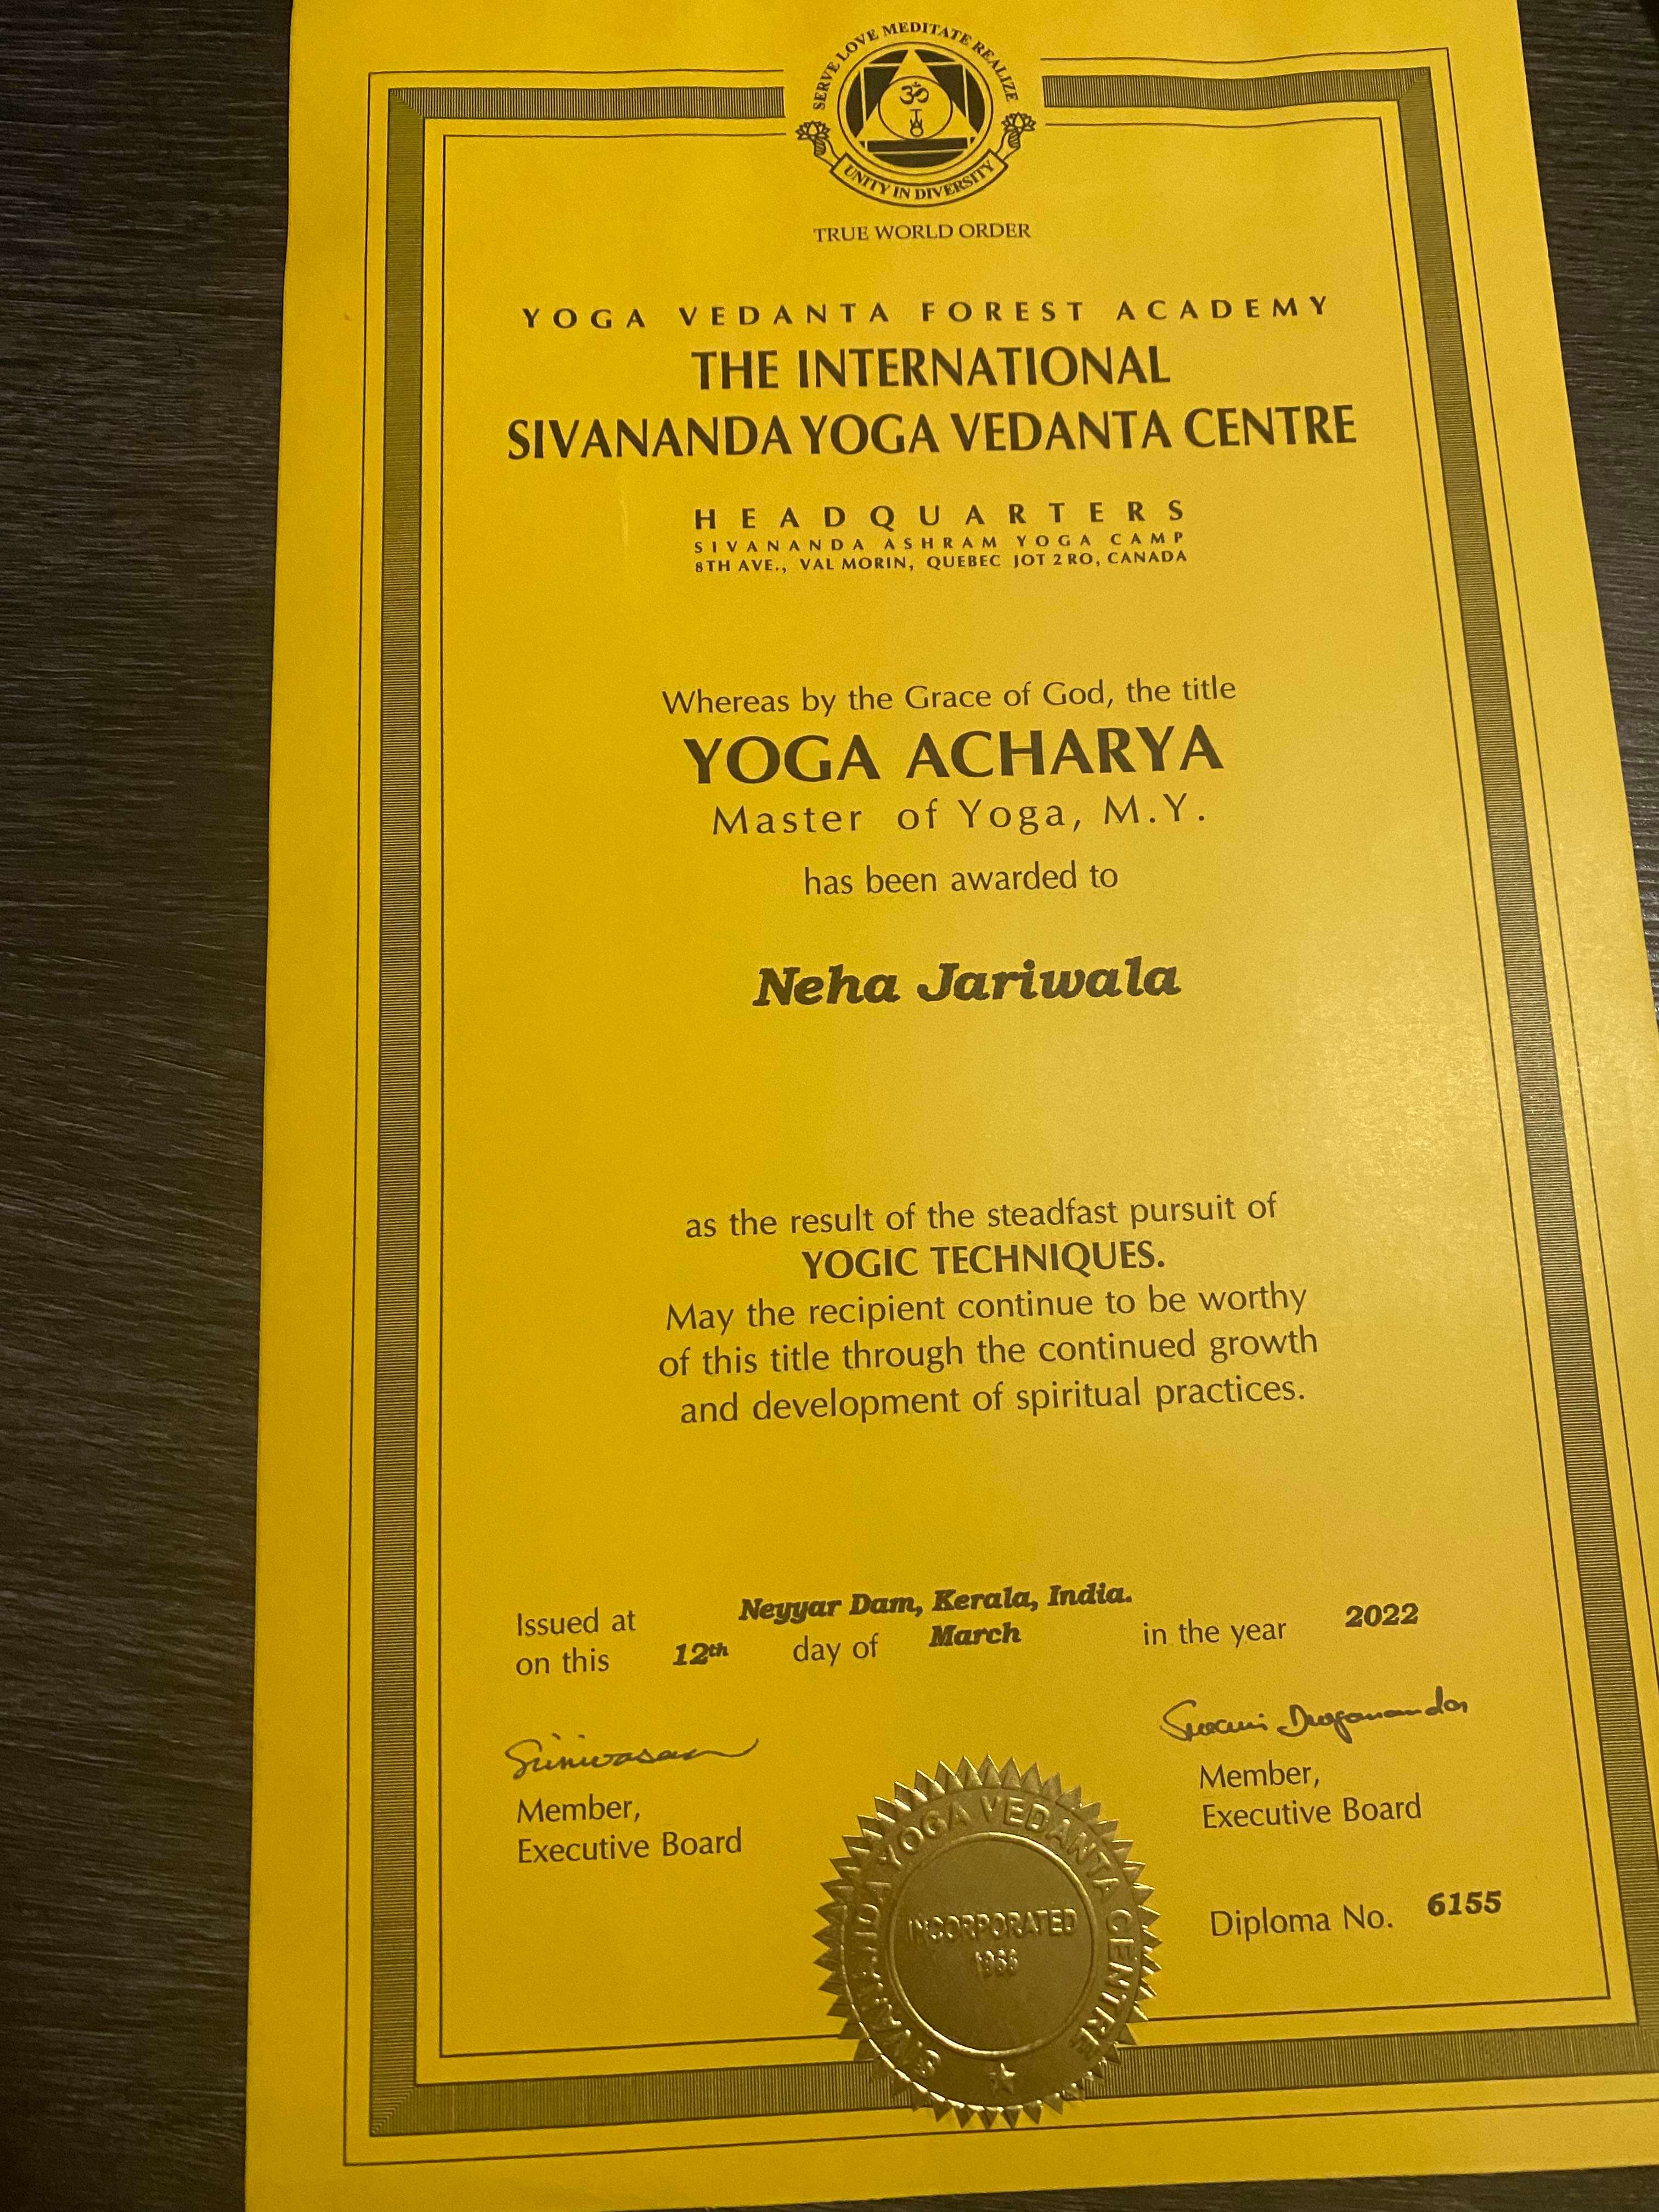 SERVE LOVE MEDITATE REALIZE
ॐ
UNITY IN DIVERSITY
TRUE WORLD ORDER
YOGA VEDANTA FOREST ACADEMY
THE INTERNATIONAL
SIVANANDA YOGA VEDANTA CENTRE
HEADQUARTERS
SIVANANDA ASHRAM YOGA CAMP
8TH AVE., VAL MORIN, QUEBEC JOT 2RO, CANADA
Whereas by the Grace of God, the title
YOGA ACHARYA
Master of Yoga, M.Y.
has been awarded to
Neha Jariwala
as the result of the steadfast pursuit of
YOGIC TECHNIQUES.
May the recipient continue to be worthy
of this title through the continued growth
and development of spiritual practices.
Issued at Neyyar Dam, Kerala, India.
on this 12th day of March in the year 2022
Srinivasan
Member,
Executive Board
Swami
Member,
Executive Board
SIVANANDA YOGA VEDANTA CENTRE
INCORPORATED
1966
Diploma No. 6155